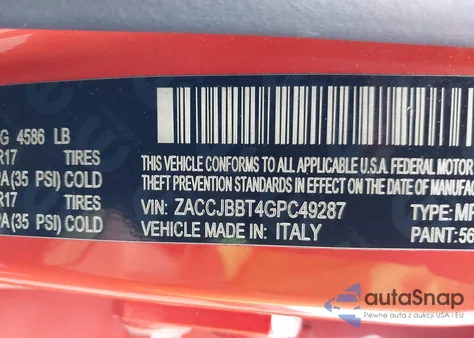 G 4586 LB
R17 TIRES
PA(35 PSI) COLD
R17 TIRES
PA(35 PSI) COLD
THIS VEHICLE CONFORMS TO ALL APPLICABLE U.S.A. FEDERAL MOTOR
THEFT PREVENTION STANDARDS IN EFFECT ON THE DATE OF MANUFA
VIN: ZACCJBBT4GPC49287 TYPE: MP
VEHICLE MADE IN: ITALY PAINT: 56
autoSnap
Pewne auta z aukcji USA i EU